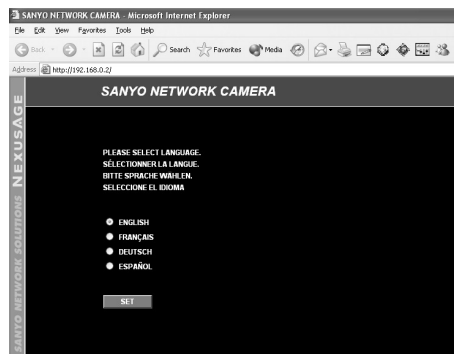 SANYO NETWORK CAMERA - Microsoft Internet Explorer
File Edit View Favorites Tools Help
Back Search Favorites Media
Address http://192.168.0.2/
SANYO NETWORK CAMERA
PLEASE SELECT LANGUAGE.
SÉLECTIONNER LA LANGUE.
BITTE SPRACHE WÄHLEN.
SELECCIONE EL IDIOMA
ENGLISH
FRANÇAIS
DEUTSCH
ESPAÑOL
SET
SANYO NETWORK SOLUTIONS NEXUSAGE